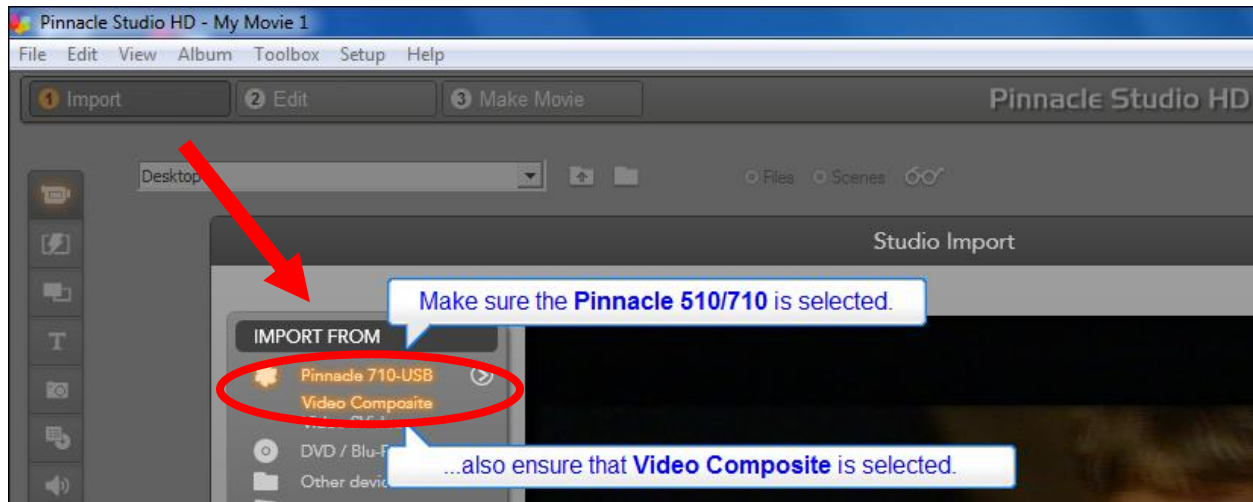 Pinnacle Studio HD - My Movie 1
File Edit View Album Toolbox Setup Help
1 Import 2 Edit 3 Make Movie Pinnacle Studio HD
Desktop Files Scenes
Studio Import
Make sure the Pinnacle 510/710 is selected.
IMPORT FROM
Pinnacle 710-USB
Video Composite
DVD / Blu-
...also ensure that Video Composite is selected.
Other